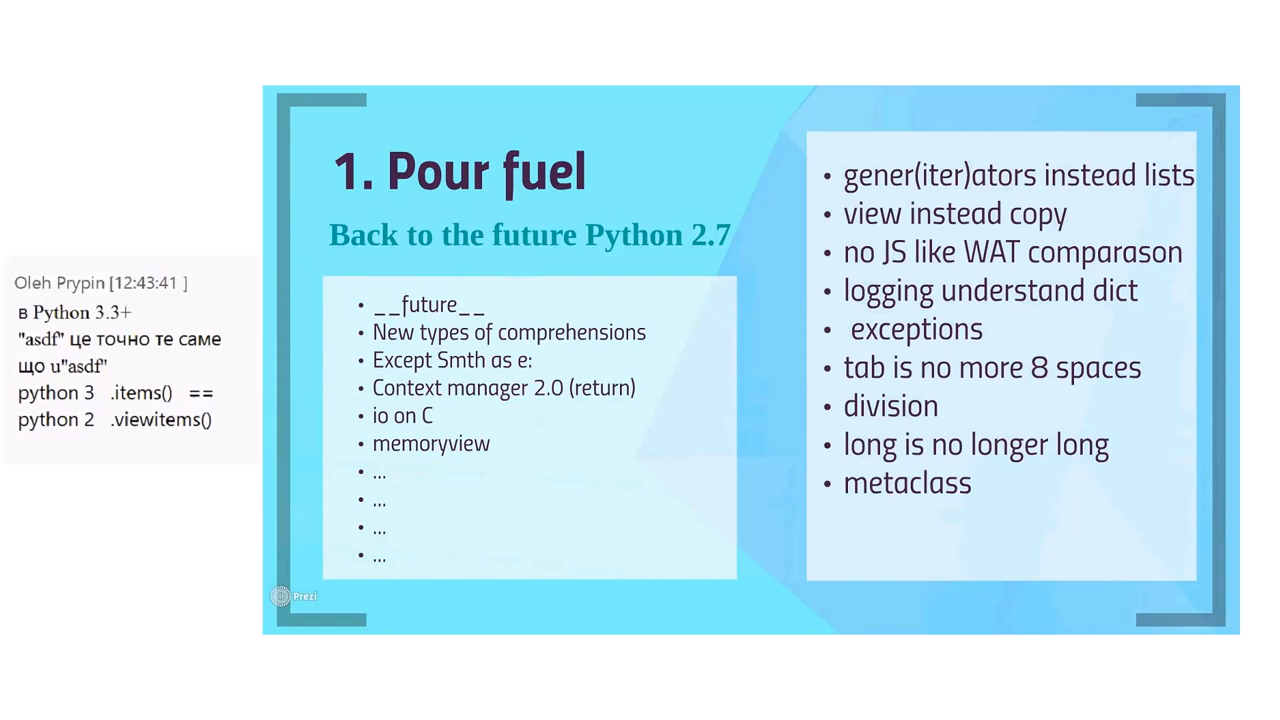 Oleh Prypin [12:43:41 ]
в Python 3.3+
"asdf" це точно те саме
що u"asdf"
python 3 .items() ==
python 2 .viewitems()
1. Pour fuel
Back to the future Python 2.7
• __future__
• New types of comprehensions
• Except Smth as e:
• Context manager 2.0 (return)
• io on C
• memoryview
• ...
• ...
• ...
• ...
Prezi
• gener(iter)ators instead lists
• view instead copy
• no JS like WAT comparason
• logging understand dict
• exceptions
• tab is no more 8 spaces
• division
• long is no longer long
• metaclass